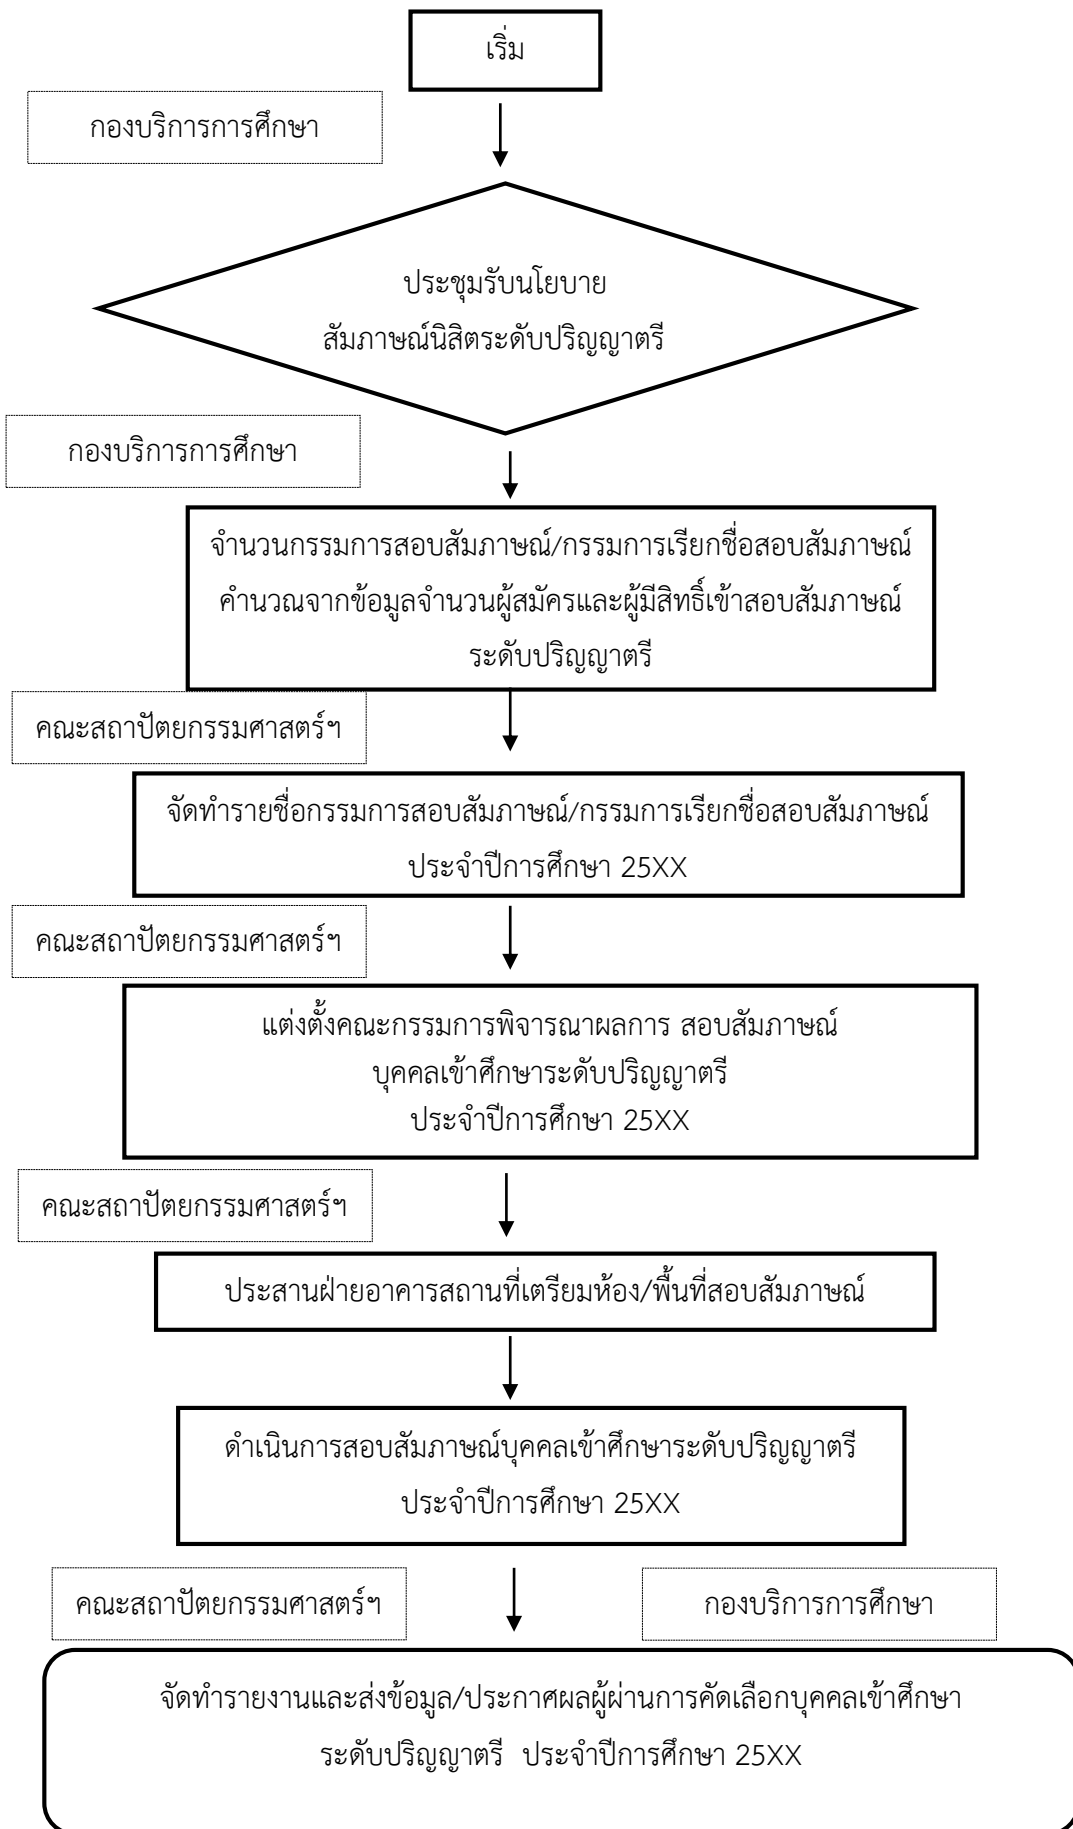 เริ่ม
กองบริการการศึกษา
ประชุมรับนโยบาย
สัมภาษณ์นิสิตระดับปริญญาตรี
กองบริการการศึกษา
จำนวนกรรมการสอบสัมภาษณ์/กรรมการเรียกชื่อสอบสัมภาษณ์
คำนวณจากข้อมูลจำนวนผู้สมัครและผู้มีสิทธิ์เข้าสอบสัมภาษณ์
ระดับปริญญาตรี
คณะสถาปัตยกรรมศาสตร์ฯ
จัดทำรายชื่อกรรมการสอบสัมภาษณ์/กรรมการเรียกชื่อสอบสัมภาษณ์
ประจำปีการศึกษา 25XX
คณะสถาปัตยกรรมศาสตร์ฯ
แต่งตั้งคณะกรรมการพิจารณาผลการ สอบสัมภาษณ์
บุคคลเข้าศึกษาระดับปริญญาตรี
ประจำปีการศึกษา 25XX
คณะสถาปัตยกรรมศาสตร์ฯ
ประสานฝ่ายอาคารสถานที่เตรียมห้อง/พื้นที่สอบสัมภาษณ์
ดำเนินการสอบสัมภาษณ์บุคคลเข้าศึกษาระดับปริญญาตรี
ประจำปีการศึกษา 25XX
คณะสถาปัตยกรรมศาสตร์ฯ
กองบริการการศึกษา
จัดทำรายงานและส่งข้อมูล/ประกาศผลผู้ผ่านการคัดเลือกบุคคลเข้าศึกษา
ระดับปริญญาตรี  ประจำปีการศึกษา 25XX